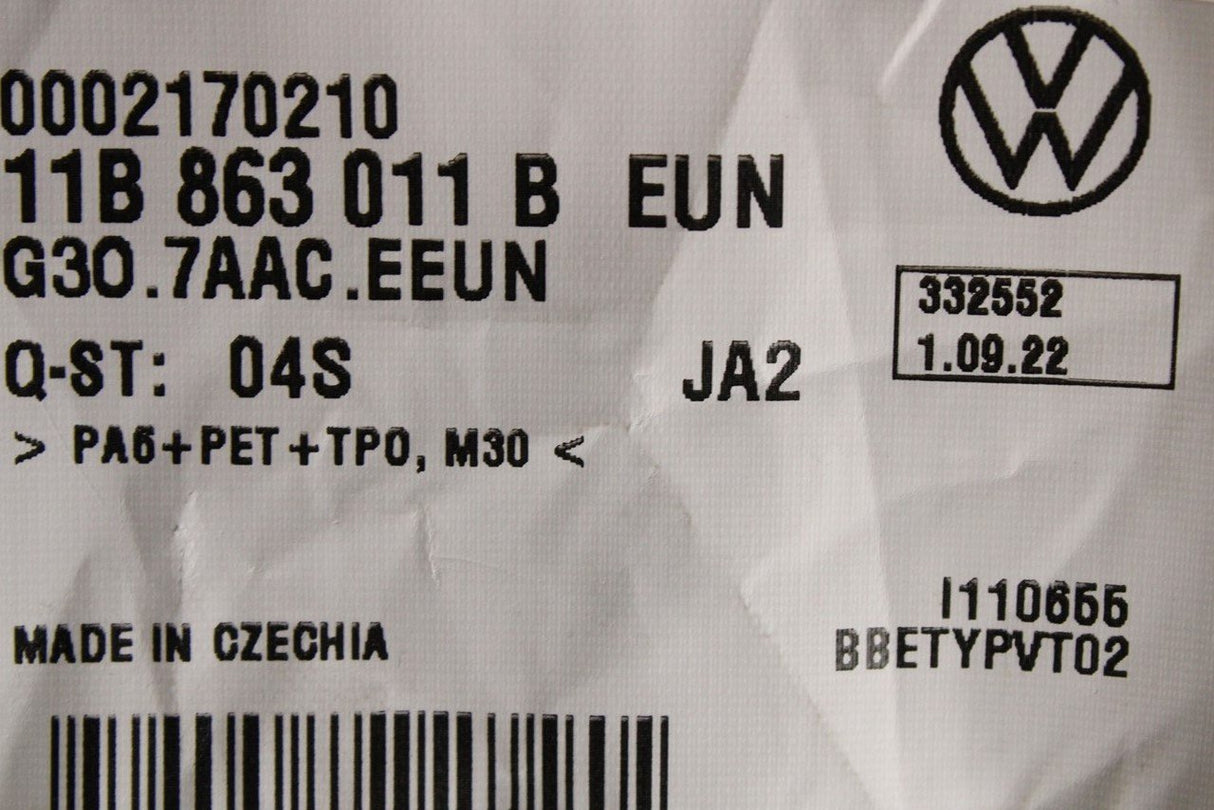 0002170210
11B 863 011 B EUN
G30.7AAC.EEUN
332552
1.09.22
Q-ST: 04S JA2
> PA6+PET+TPO, M30 <
I110655
MADE IN CZECHIA
BBETYPVT02